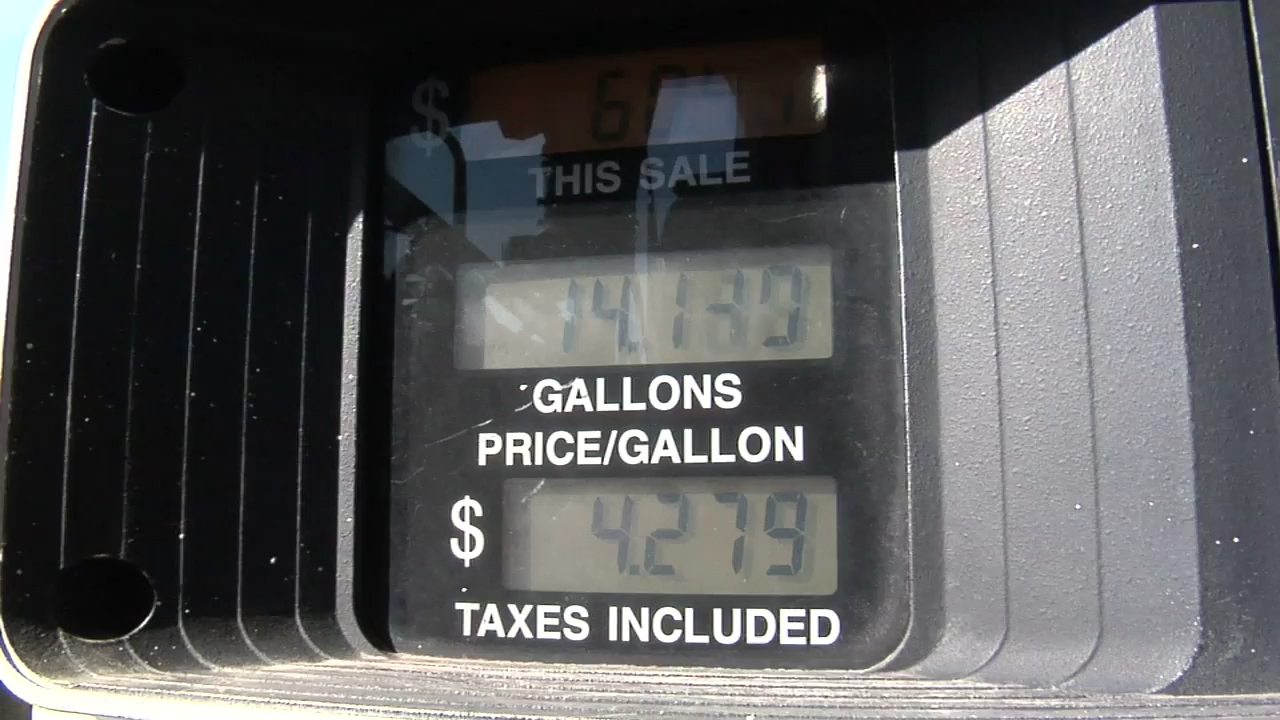 $
THIS SALE
14.139
GALLONS
PRICE/GALLON
$ 4.279
TAXES INCLUDED